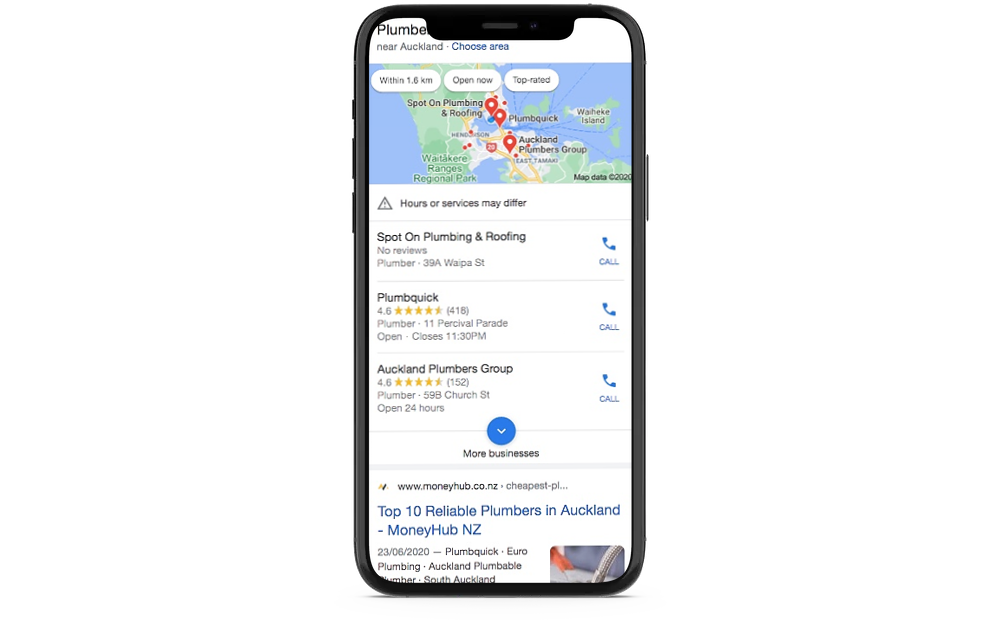 Plumbe
near Auckland · Choose area
Within 1.6 km
Open now
Top-rated
Spot On Plumbing
& Roofing
Plumbquick
Waiheke
Island
HENDERSON
20
Auckland
Plumbers Group
EAST TAMAKI
Waitākere
Ranges
Regional Park
Map data ©2020
Hours or services may differ
Spot On Plumbing & Roofing
No reviews
Plumber · 39A Waipa St
CALL
Plumbquick
4.6 (418)
Plumber · 11 Percival Parade
Open · Closes 11:30PM
CALL
Auckland Plumbers Group
4.6 (152)
Plumber · 59B Church St
Open 24 hours
CALL
More businesses
www.moneyhub.co.nz › cheapest-pl...
Top 10 Reliable Plumbers in Auckland
- MoneyHub NZ
23/06/2020 — Plumbquick · Euro
Plumbing · Auckland Plumbable
Plumber · South Auckland